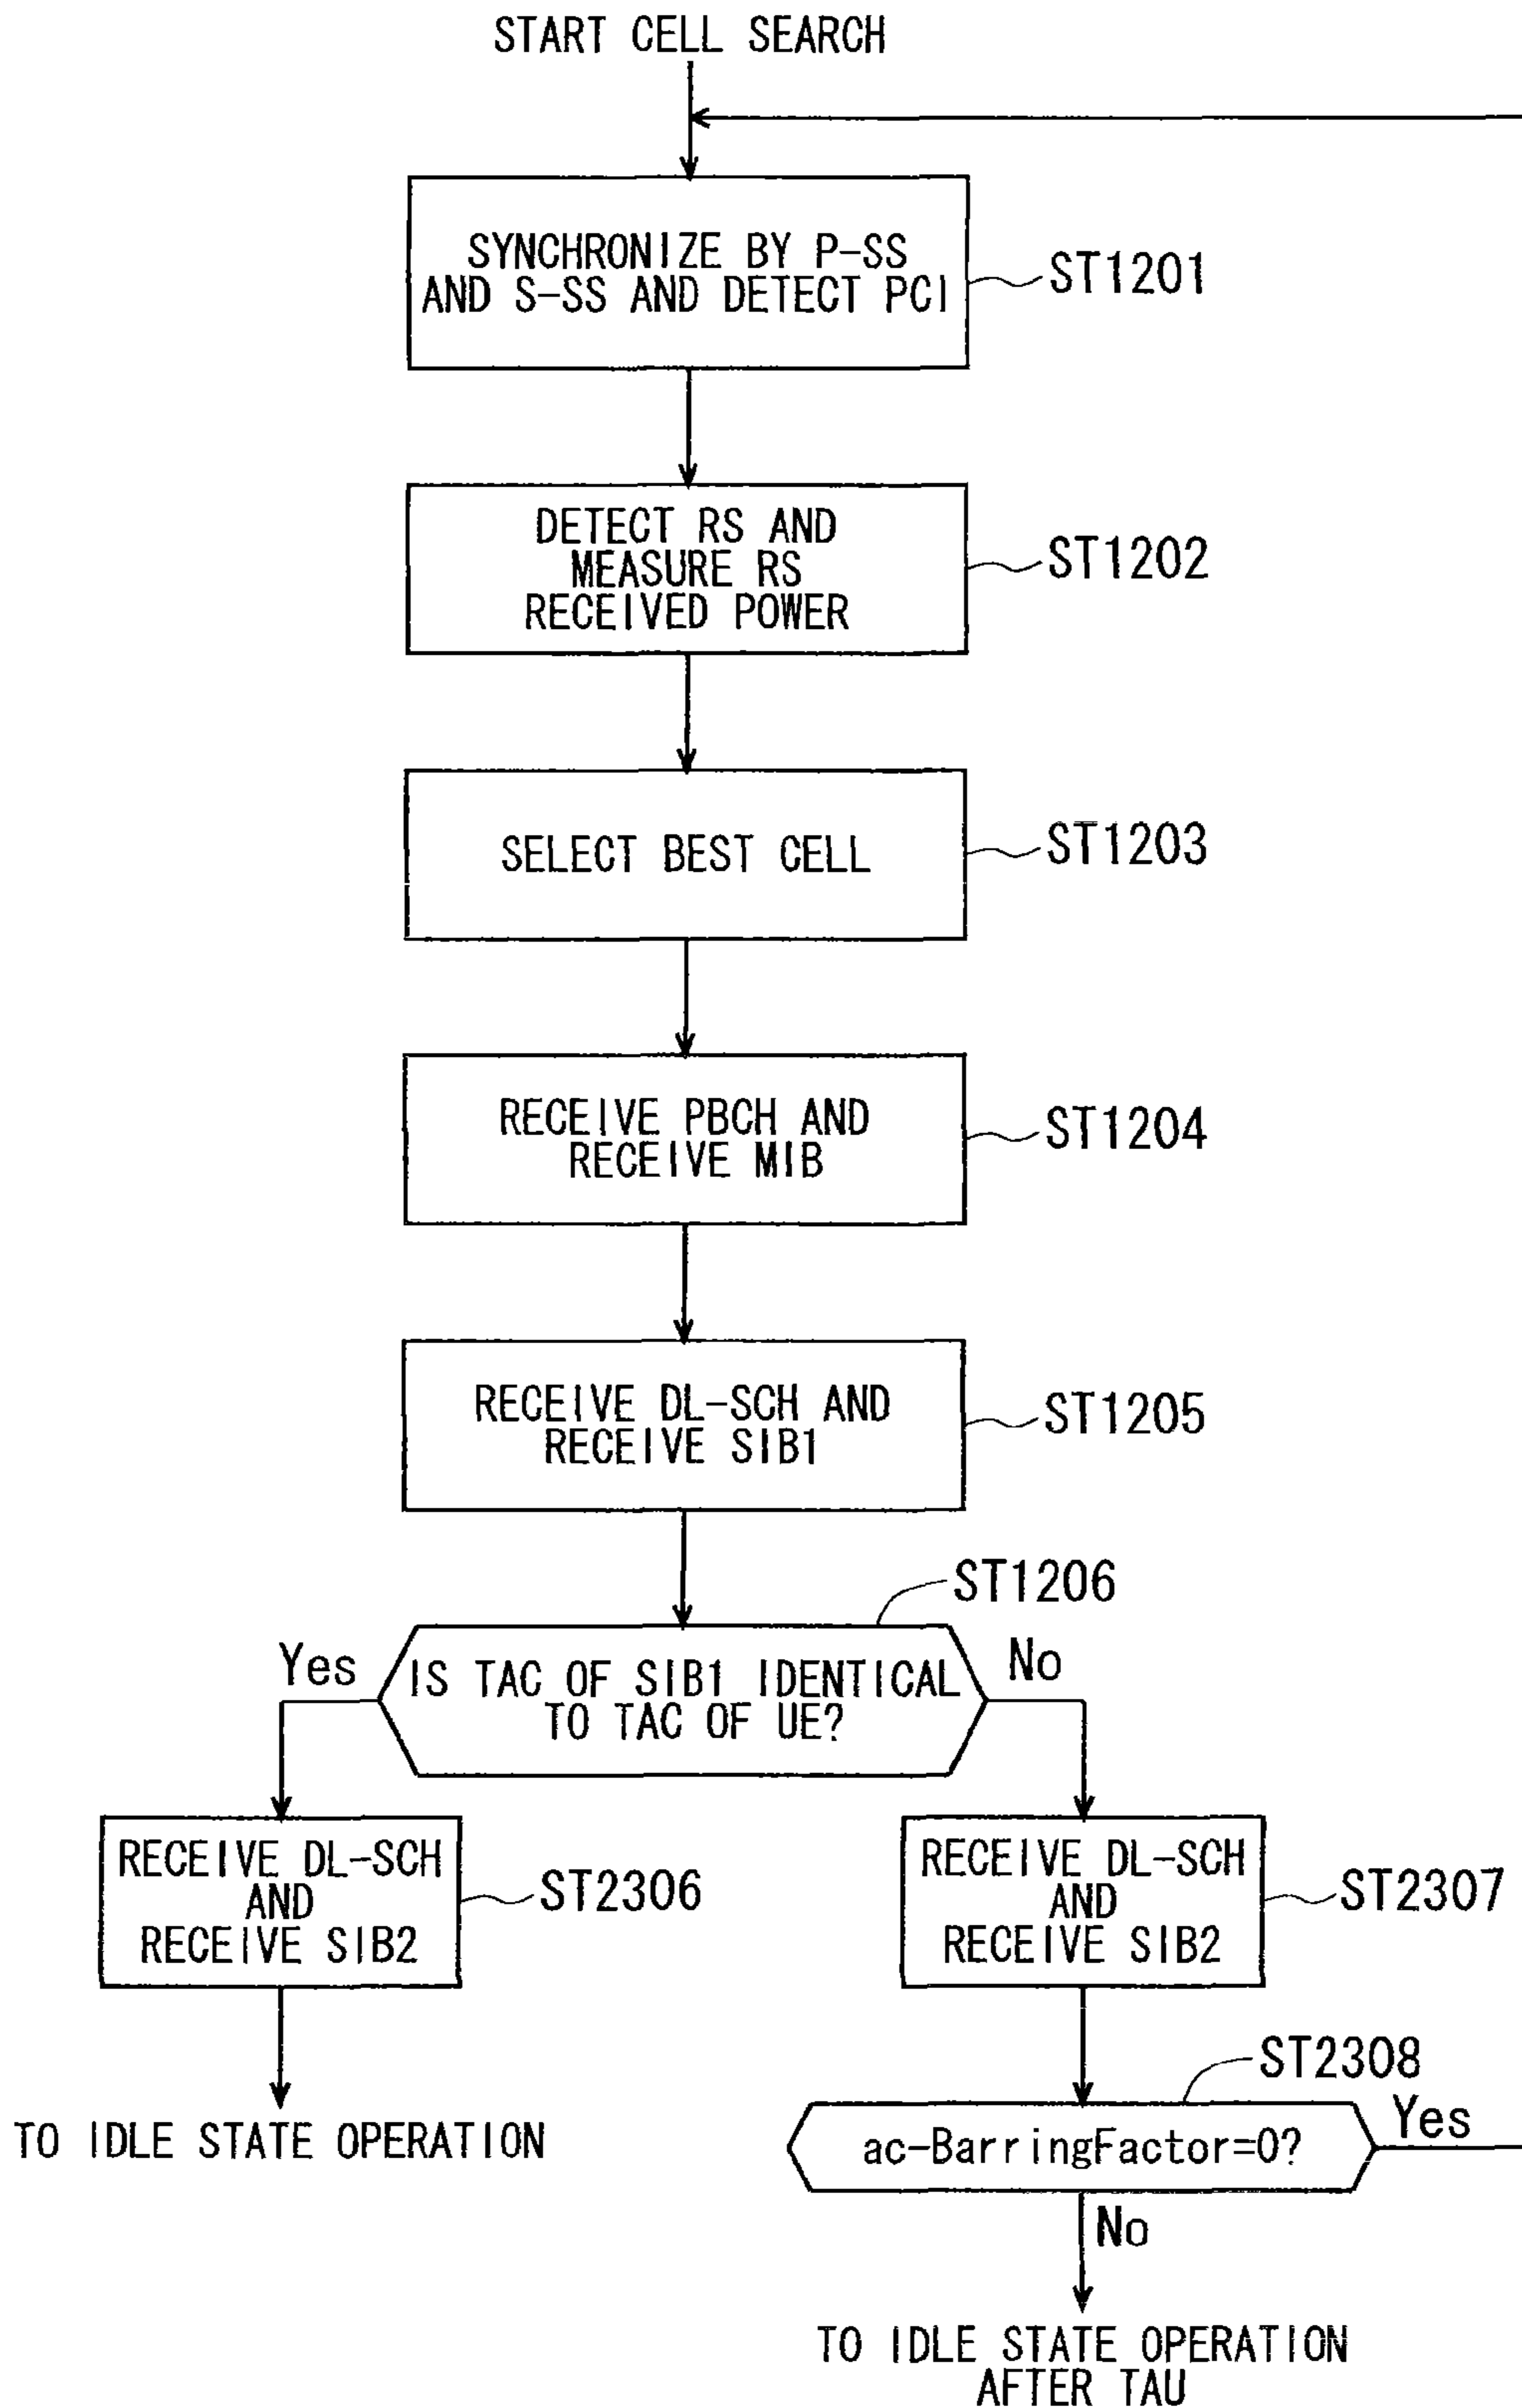 START CELL SEARCH
SYNCHRONIZE BY P-SS
AND S-SS AND DETECT PCI
ST1201
DETECT RS AND
MEASURE RS
RECEIVED POWER
ST1202
SELECT BEST CELL
ST1203
RECEIVE PBCH AND
RECEIVE MIB
ST1204
RECEIVE DL-SCH AND
RECEIVE SIB1
ST1205
ST1206
Yes
IS TAC OF SIB1 IDENTICAL
TO TAC OF UE?
No
RECEIVE DL-SCH
AND
RECEIVE SIB2
ST2306
RECEIVE DL-SCH
AND
RECEIVE SIB2
ST2307
TO IDLE STATE OPERATION
ST2308
ac-BarringFactor=0?
Yes
No
TO IDLE STATE OPERATION
AFTER TAU